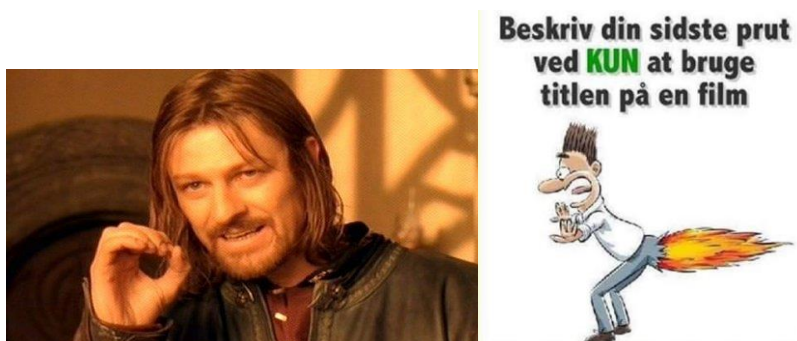 Beskriv din sidste prut
ved KUN at bruge
titlen på en film